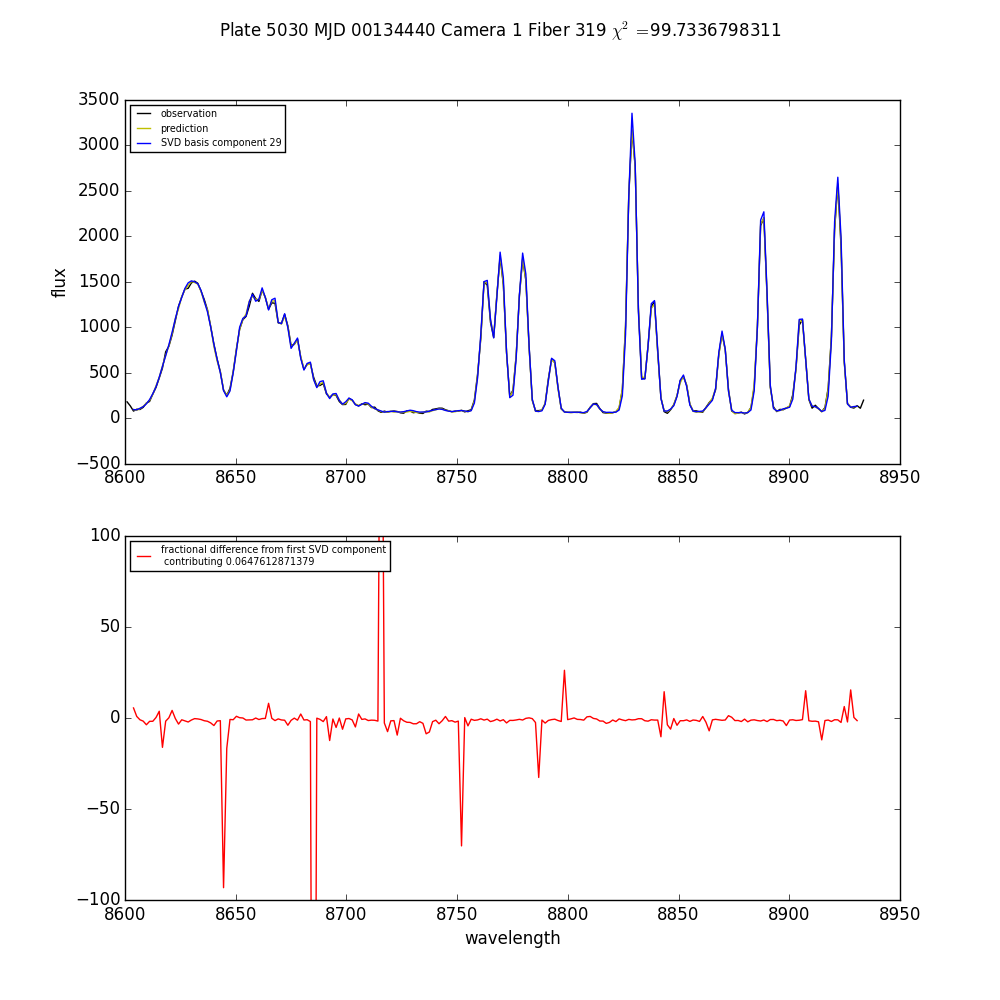 Plate 5030 MJD 00134440 Camera 1 Fiber 319 χ² =99.7336798311
3500
3000
2500
2000
1500
1000
500
0
−500
flux
observation
prediction
SVD basis component 29
8600 8650 8700 8750 8800 8850 8900 8950
100
50
0
−50
−100
fractional difference from first SVD component
contributing 0.0647612871379
8600 8650 8700 8750 8800 8850 8900 8950
wavelength